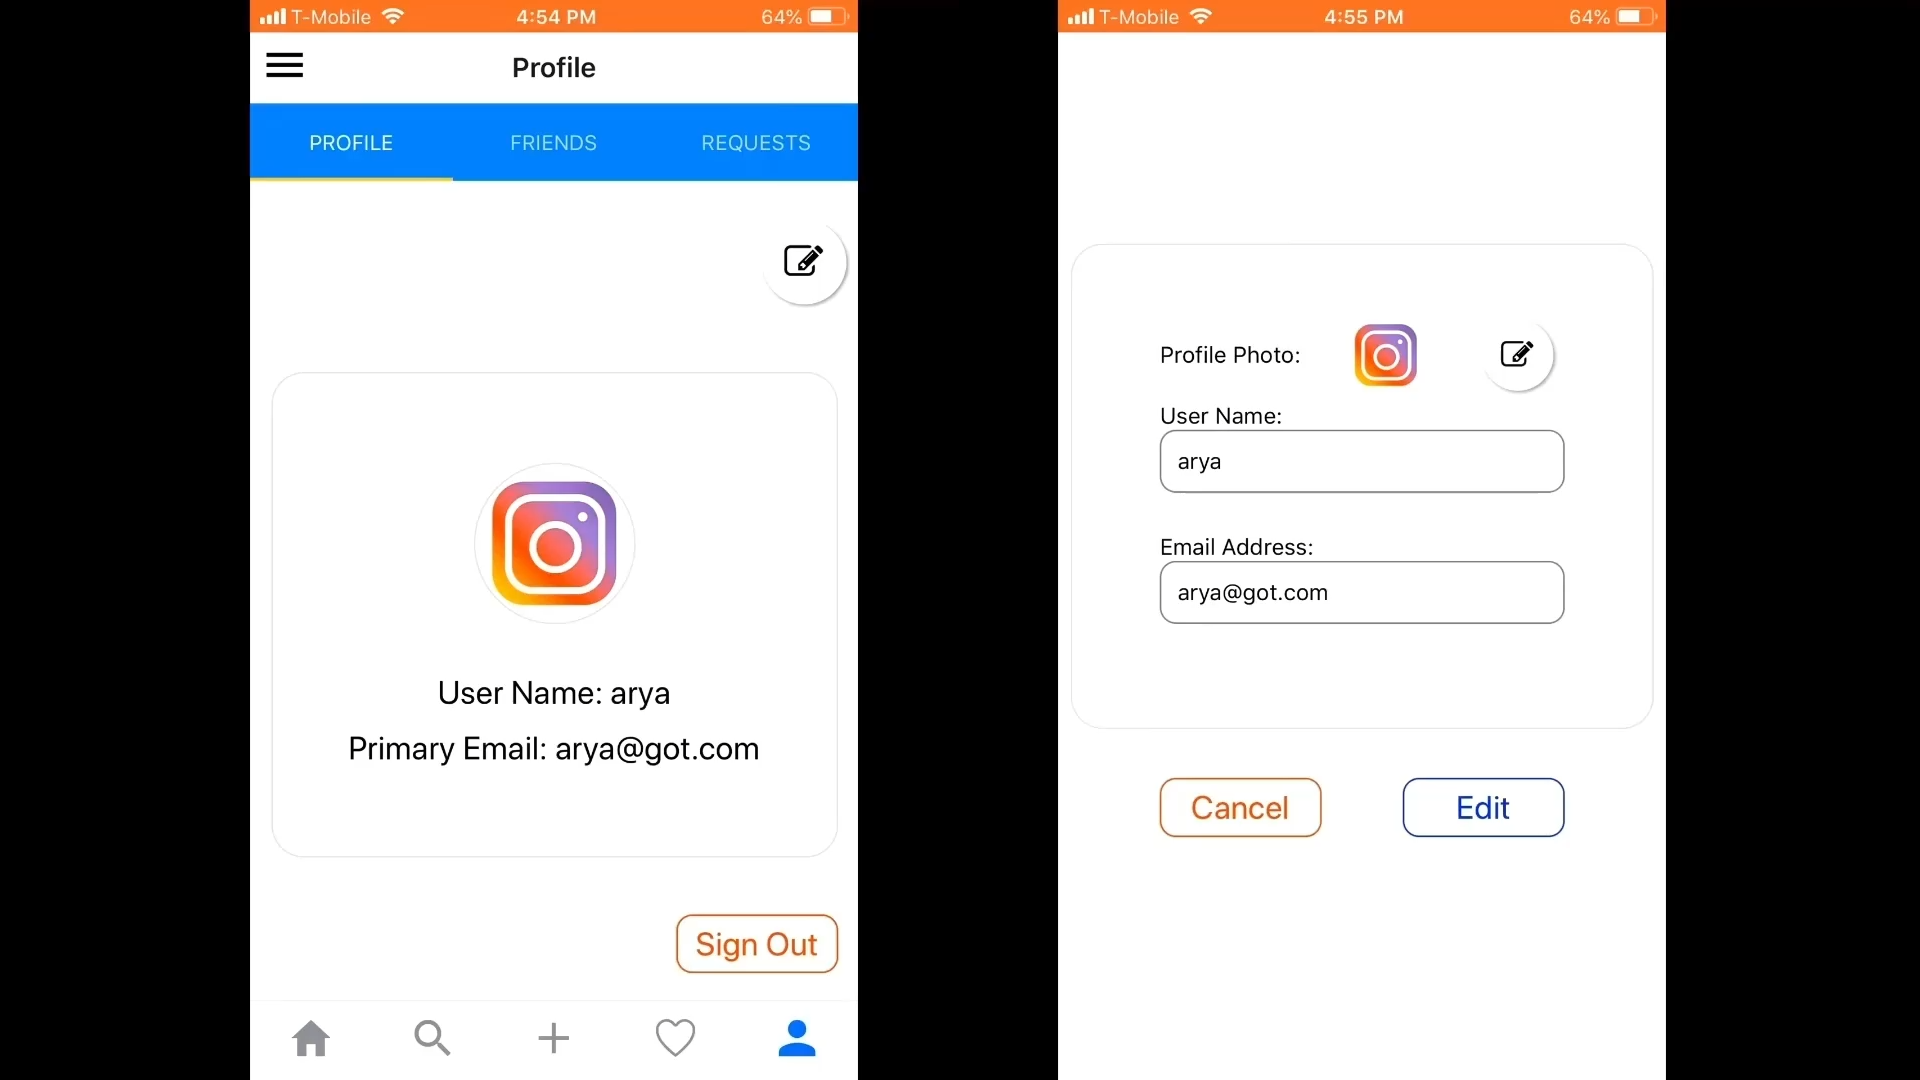 T-Mobile 4:54 PM 64%
Profile
PROFILE FRIENDS REQUESTS
User Name: arya
Primary Email: arya@got.com
Sign Out
T-Mobile 4:55 PM 64%
Profile Photo:
User Name:
arya
Email Address:
arya@got.com
Cancel Edit